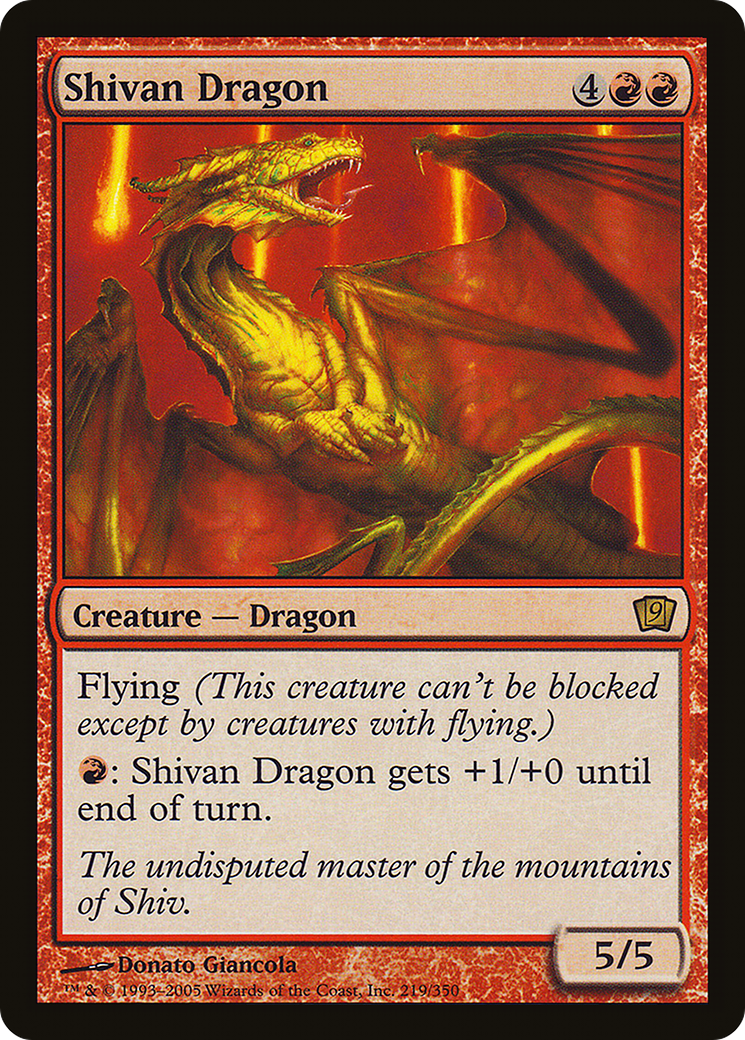 Shivan Dragon 4
Creature — Dragon 9
Flying (This creature can't be blocked
except by creatures with flying.)
: Shivan Dragon gets +1/+0 until
end of turn.
The undisputed master of the mountains
of Shiv.
5/5
Donato Giancola
™ & © 1993–2005 Wizards of the Coast, Inc. 219/350